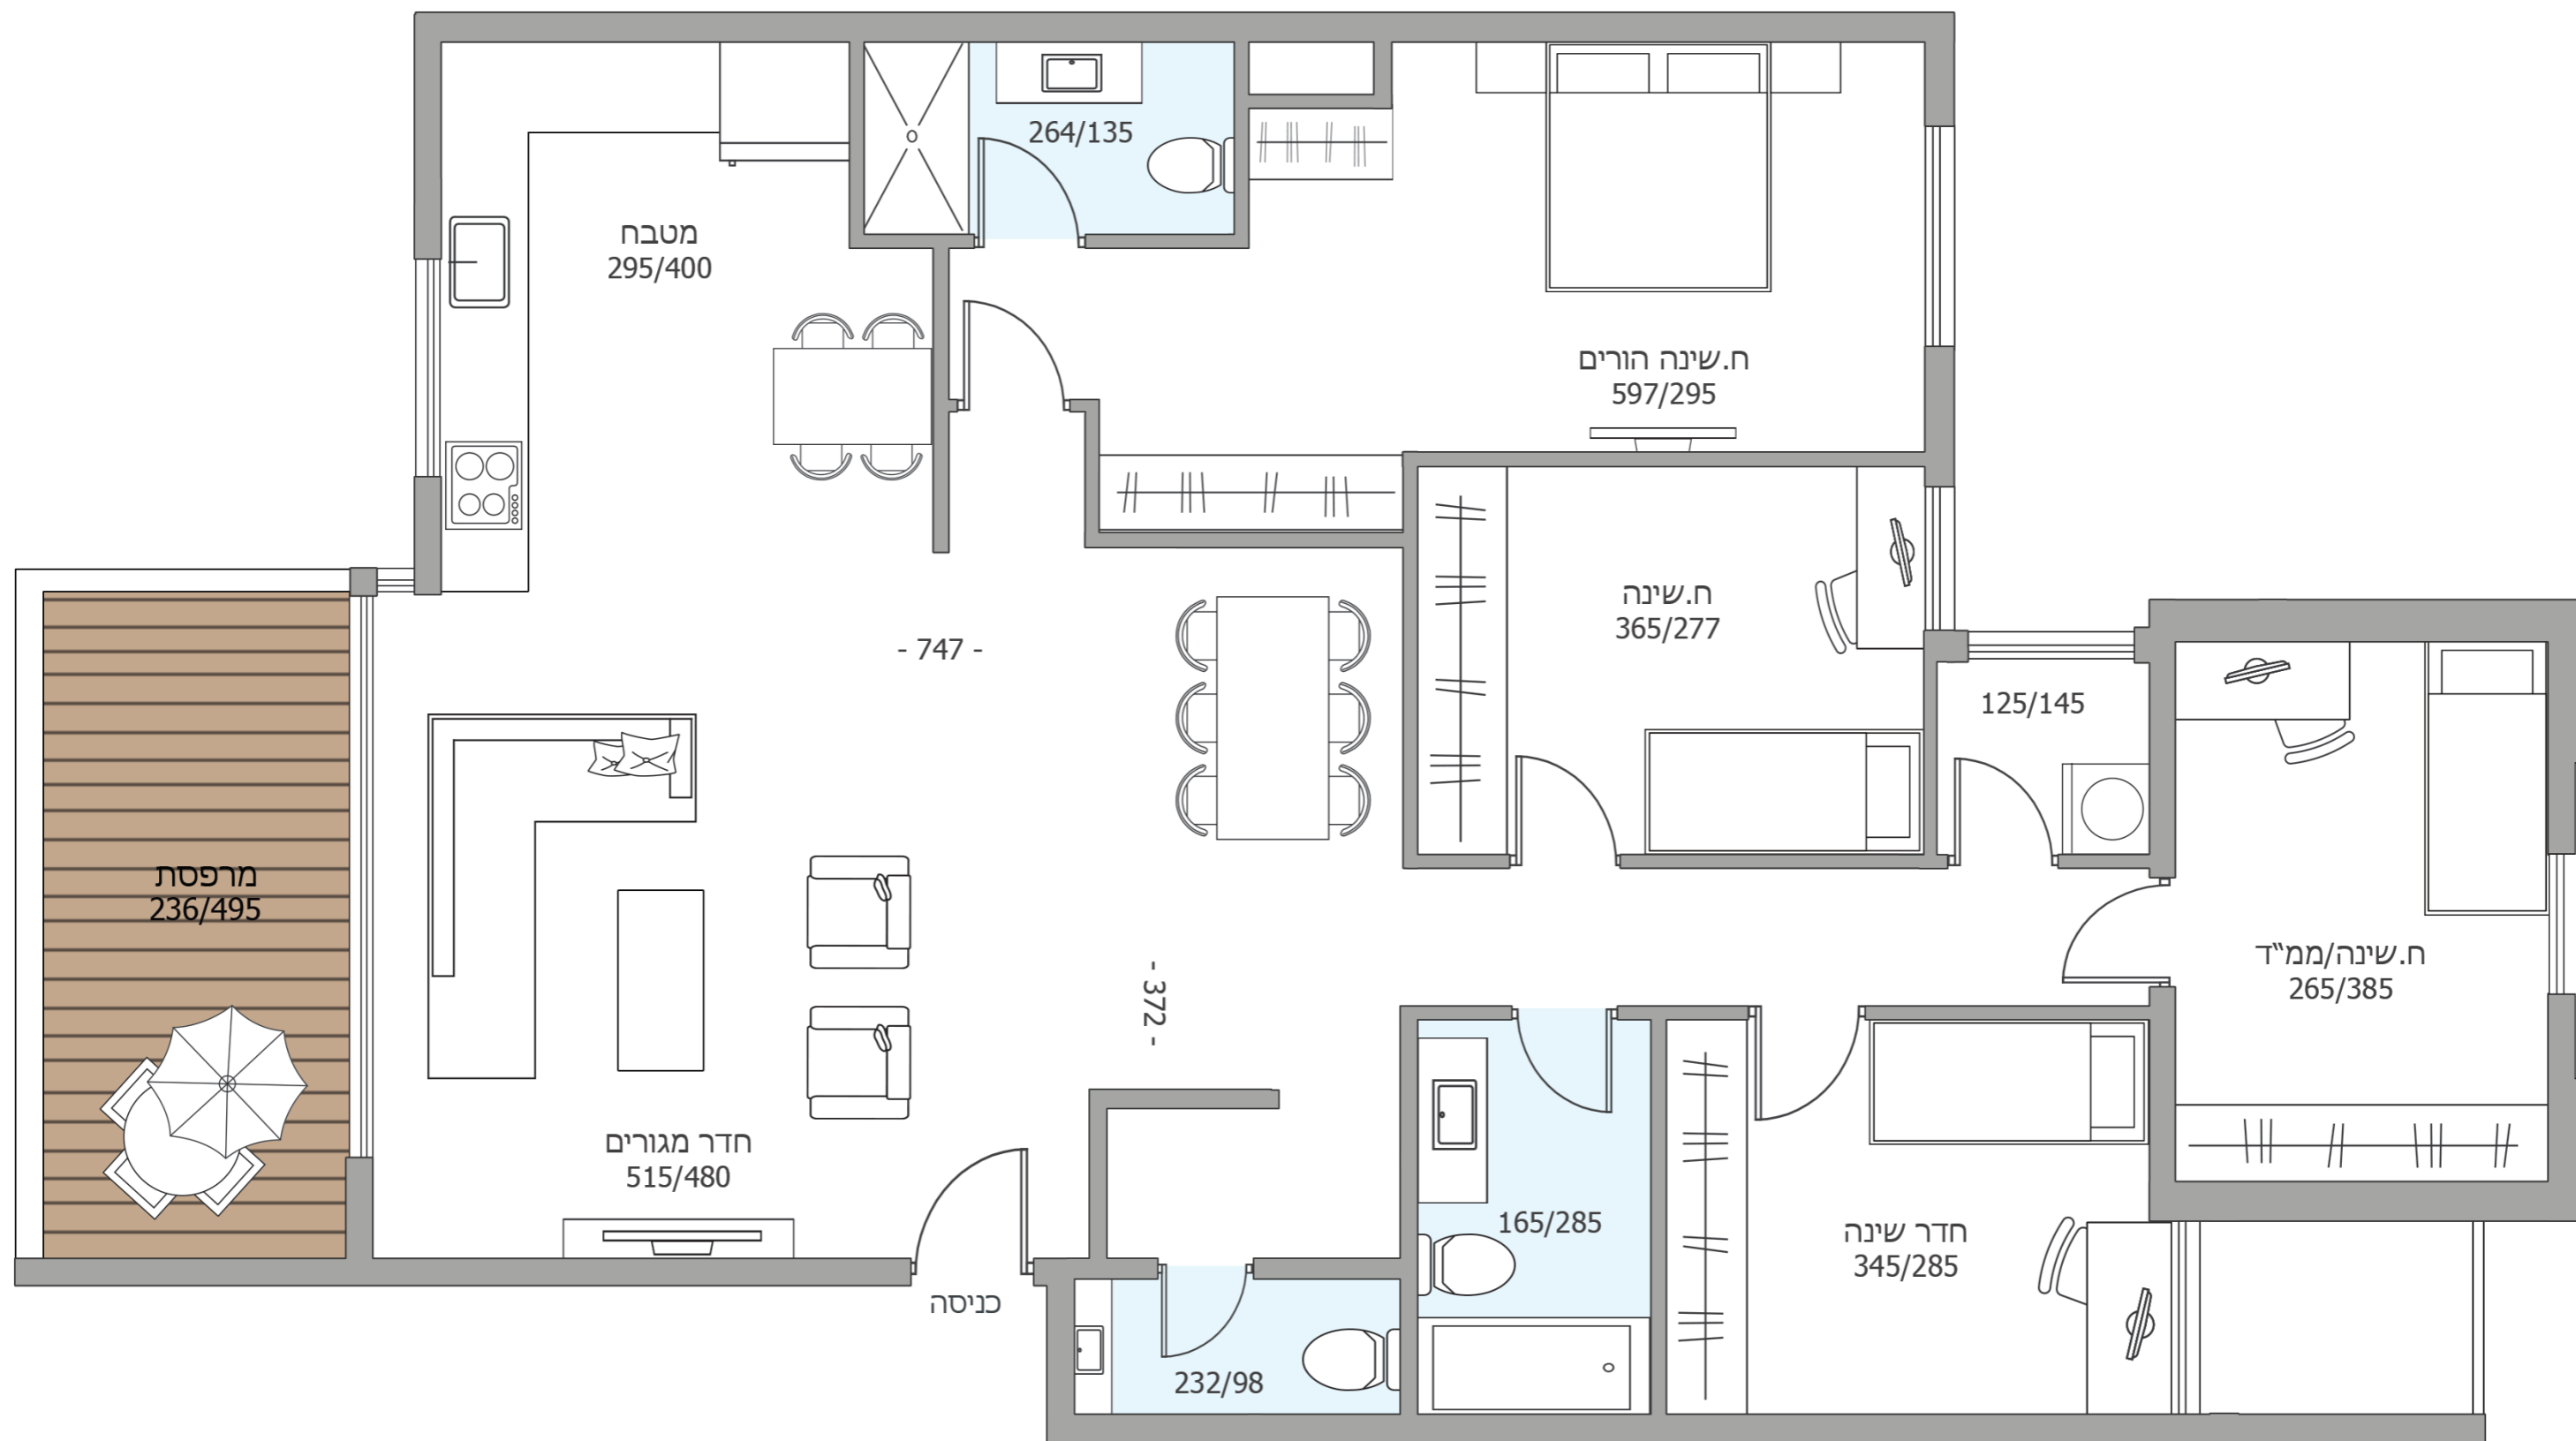 264/135
מטבח
295/400
ח.שינה הורים
597/295
ח.שינה
365/277
- 747 -
125/145
מרפסת
236/495
ח.שינה/ממ"ד
265/385
- 372 -
חדר מגורים
515/480
165/285
חדר שינה
345/285
כניסה
232/98